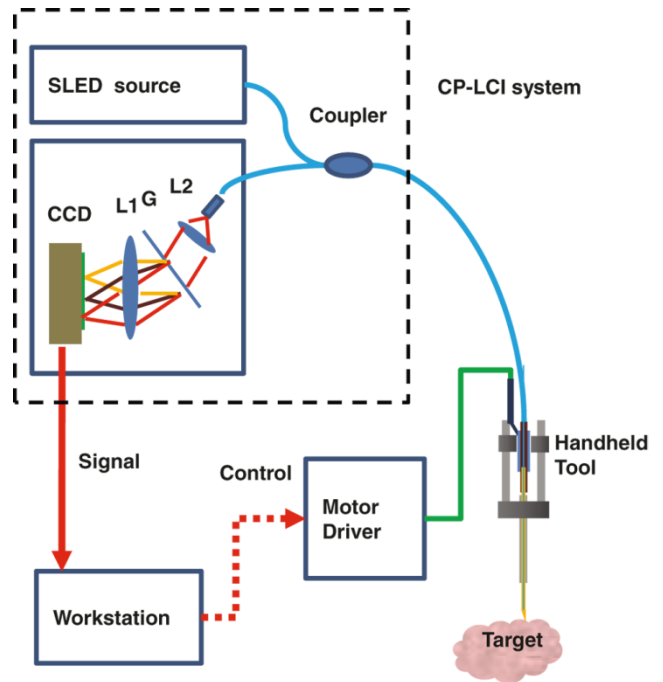 SLED source
CP-LCI system
Coupler
CCD
L1
G
L2
Signal
Control
Handheld
Tool
Motor
Driver
Workstation
Target